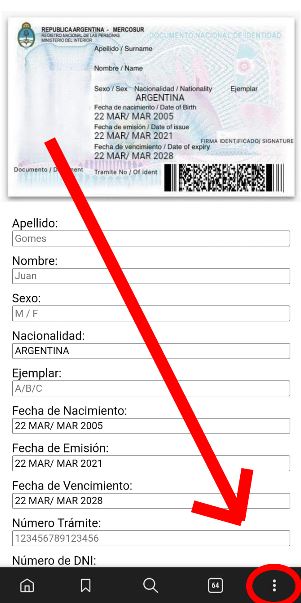 REPUBLICA ARGENTINA - MERCOSUR
REGISTRO NACIONAL DE LAS PERSONAS
MINISTERIO DEL INTERIOR
DOCUMENTO NACIONAL DE IDENTIDAD
Apellido / Surname
Nombre / Name
Sexo / Sex Nacionalidad / Nationality Ejemplar
ARGENTINA
Fecha de nacimiento / Date of Birth
22 MAR/ MAR 2005
Fecha de emisión / Date of issue
22 MAR/ MAR 2021
FIRMA IDENTIFICADO/ SIGNATURE
Fecha de vencimiento / Date of expiry
22 MAR/ MAR 2028
Documento / Document Tramite No / Of ident
Apellido:
Gomes
Nombre:
Juan
Sexo:
M / F
Nacionalidad:
ARGENTINA
Ejemplar:
A/B/C
Fecha de Nacimiento:
22 MAR/ MAR 2005
Fecha de Emisión:
22 MAR/ MAR 2021
Fecha de Vencimiento:
22 MAR/ MAR 2028
Número Trámite:
123456789123456
Número de DNI:
64